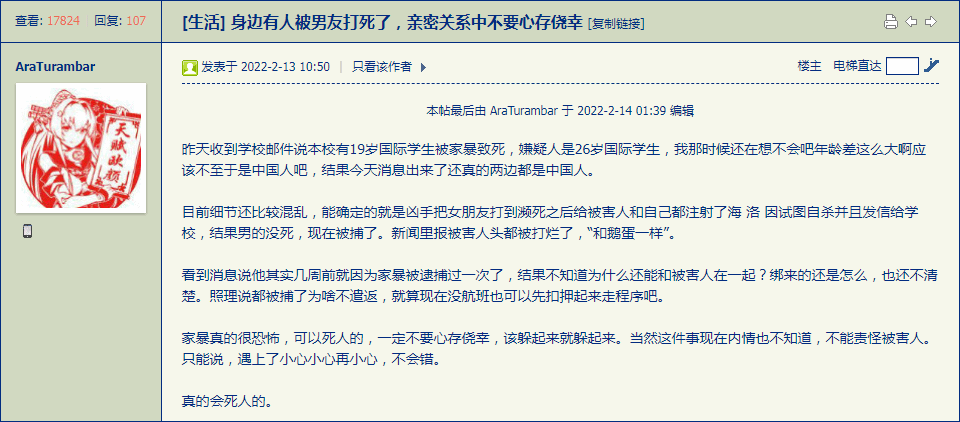 查看: 17824 回复: 107
[生活] 身边有人被男友打死了，亲密关系中不要心存侥幸 [复制链接]
AraTurambar
发表于 2022-2-13 10:50 | 只看该作者
楼主 电梯直达
天赋欧顿
本帖最后由 AraTurambar 于 2022-2-14 01:39 编辑
昨天收到学校邮件说本校有19岁国际学生被家暴致死，嫌疑人是26岁国际学生，我那时候还在想不会吧年龄差这么大啊应
该不至于是中国人吧，结果今天消息出来了还真的两边都是中国人。
目前细节还比较混乱，能确定的就是凶手把女朋友打到濒死之后给被害人和自己都注射了海 洛 因试图自杀并且发信给学
校，结果男的没死，现在被捕了。新闻里报被害人头都被打烂了，“和鹅蛋一样”。
看到消息说他其实几周前就因为家暴被逮捕过一次了，结果不知道为什么还能和被害人在一起？绑来的还是怎么，也还不清
楚。照理说都被捕了为啥不遣返，就算现在没航班也可以先扣押起来走程序吧。
家暴真的很恐怖，可以死人的，一定不要心存侥幸，该躲起来就躲起来。当然这件事现在内情也不知道，不能责怪被害人。
只能说，遇上了小心小心再小心，不会错。
真的会死人的。